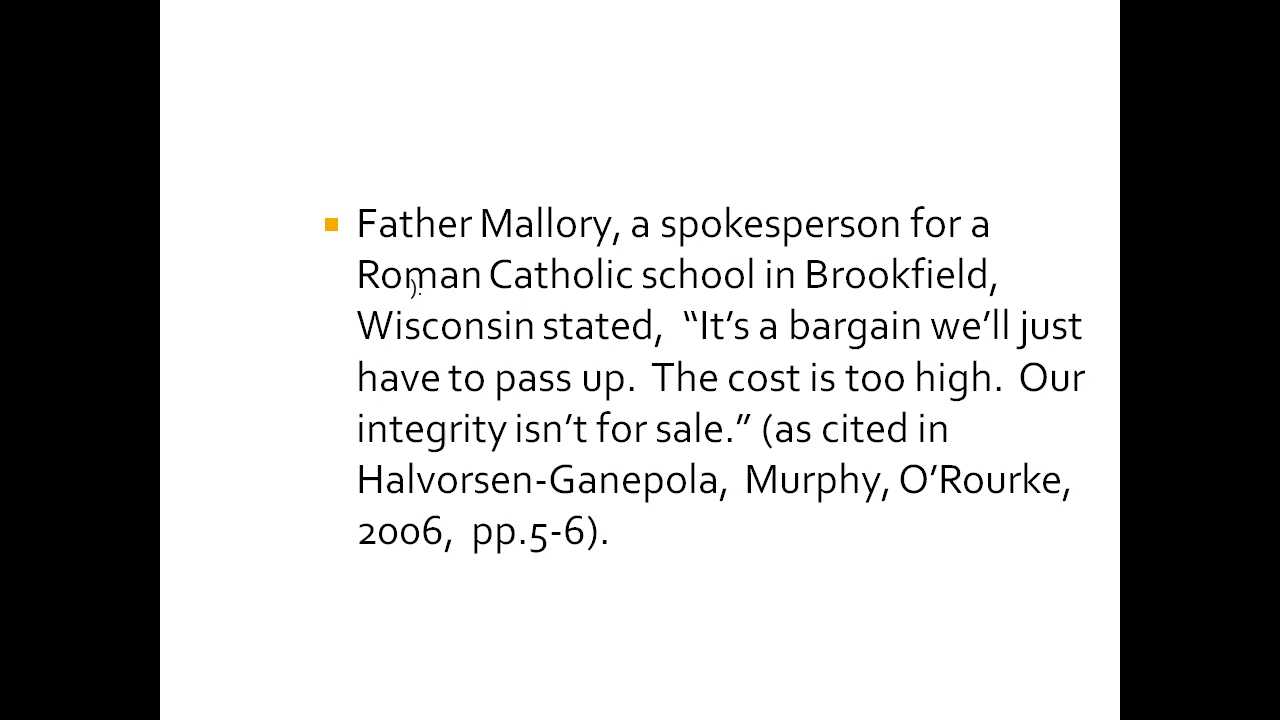 Father Mallory, a spokesperson for a
Roman Catholic school in Brookfield,
).
Wisconsin stated,  “It’s a bargain we’ll just
have to pass up.  The cost is too high.  Our
integrity isn’t for sale.” (as cited in
Halvorsen-Ganepola,  Murphy, O’Rourke,
2006,  pp.5-6).